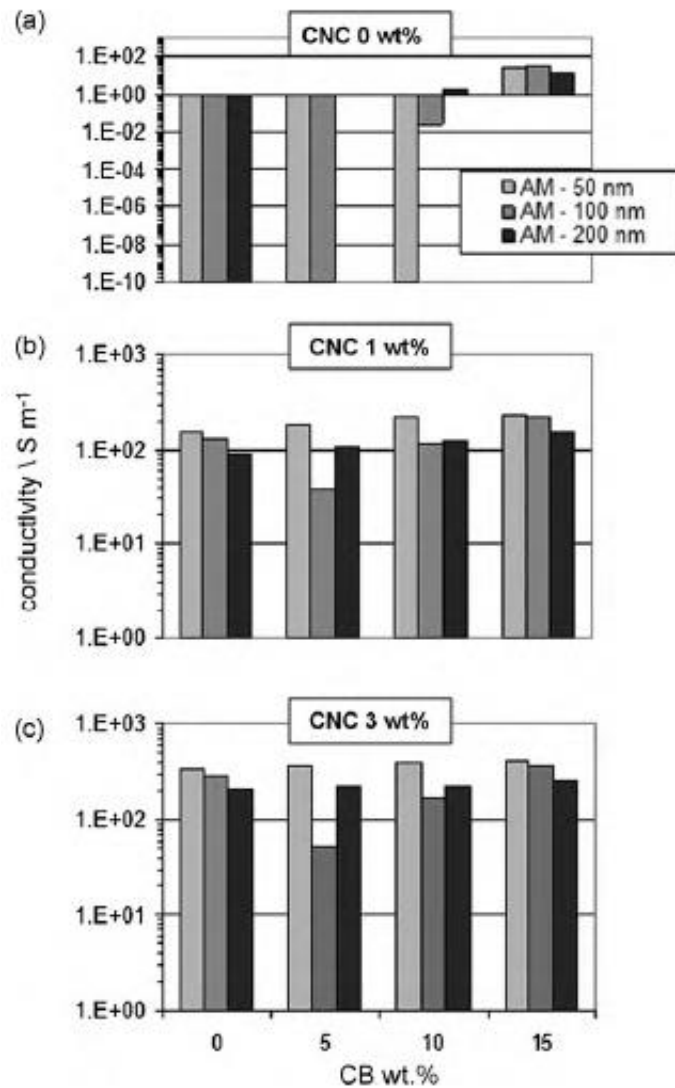 (a)
CNC 0 wt%
1.E+02
1.E+00
1.E-02
1.E-04
1.E-06
1.E-08
1.E-10
AM - 50 nm
AM - 100 nm
AM - 200 nm
(b)
CNC 1 wt%
1.E+03
1.E+02
1.E+01
1.E+00
conductivity \ S m-1
(c)
CNC 3 wt%
1.E+03
1.E+02
1.E+01
1.E+00
0 5 10 15
CB wt.%